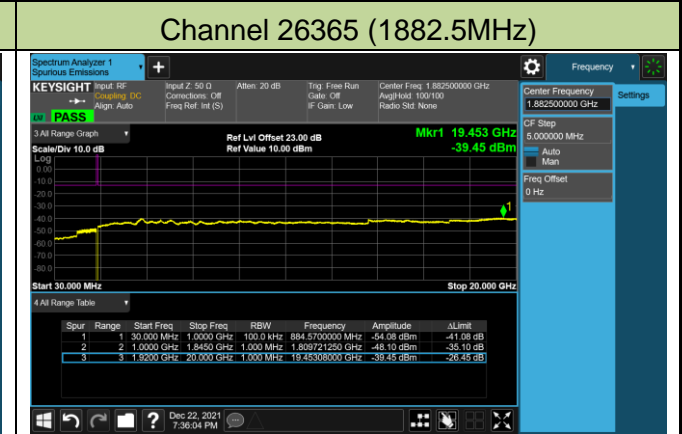 Channel 26365 (1882.5MHz)
Spectrum Analyzer 1
Spurious Emissions
Frequency
KEYSIGHT
Input: RF
Coupling: DC
Align: Auto
Input Z: 50 Ω
Corrections: Off
Freq Ref: Int (S)
Atten: 20 dB
Trig: Free Run
Gate: Off
IF Gain: Low
Center Freq: 1.882500000 GHz
Avg|Hold: 100/100
Radio Std: None
PASS
Center Frequency
1.882500000 GHz
Settings
CF Step
5.000000 MHz
Auto
Man
Freq Offset
0 Hz
3 All Range Graph
Scale/Div 10.0 dB
Ref Lvl Offset 23.00 dB
Ref Value 10.00 dBm
Mkr1 19.453 GHz
-39.45 dBm
Log
0.00
-10.0
-20.0
-30.0
-40.0
-50.0
-60.0
-70.0
-80.0
1
Start 30.000 MHz
Stop 20.000 GHz
4 All Range Table
Spur Range Start Freq Stop Freq RBW Frequency Amplitude ΔLimit
1 1 30.000 MHz 1.0000 GHz 100.0 kHz 884.5700000 MHz -54.08 dBm -41.08 dB
2 2 1.0000 GHz 1.8450 GHz 1.000 MHz 1.809721250 GHz -48.10 dBm -35.10 dB
3 3 1.9200 GHz 20.000 GHz 1.000 MHz 19.45308000 GHz -39.45 dBm -26.45 dB
?
Dec 22, 2021
7:36:04 PM